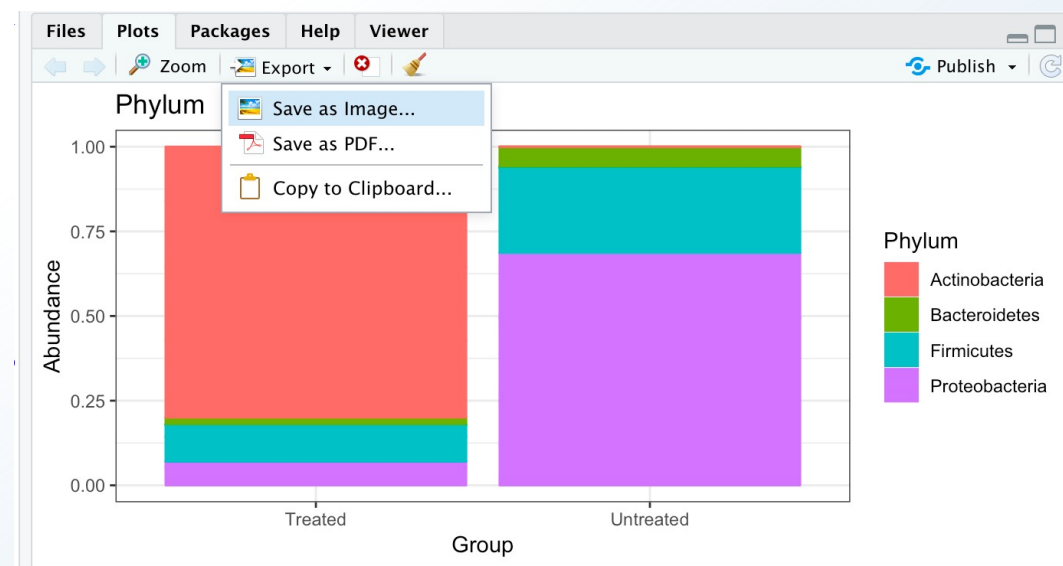 Files Plots Packages Help Viewer
Zoom Export Publish
Phylum
Save as Image...
Save as PDF...
Copy to Clipboard...
1.00
0.75
0.50
0.25
0.00
Abundance
Treated Untreated
Group
Phylum
Actinobacteria
Bacteroidetes
Firmicutes
Proteobacteria